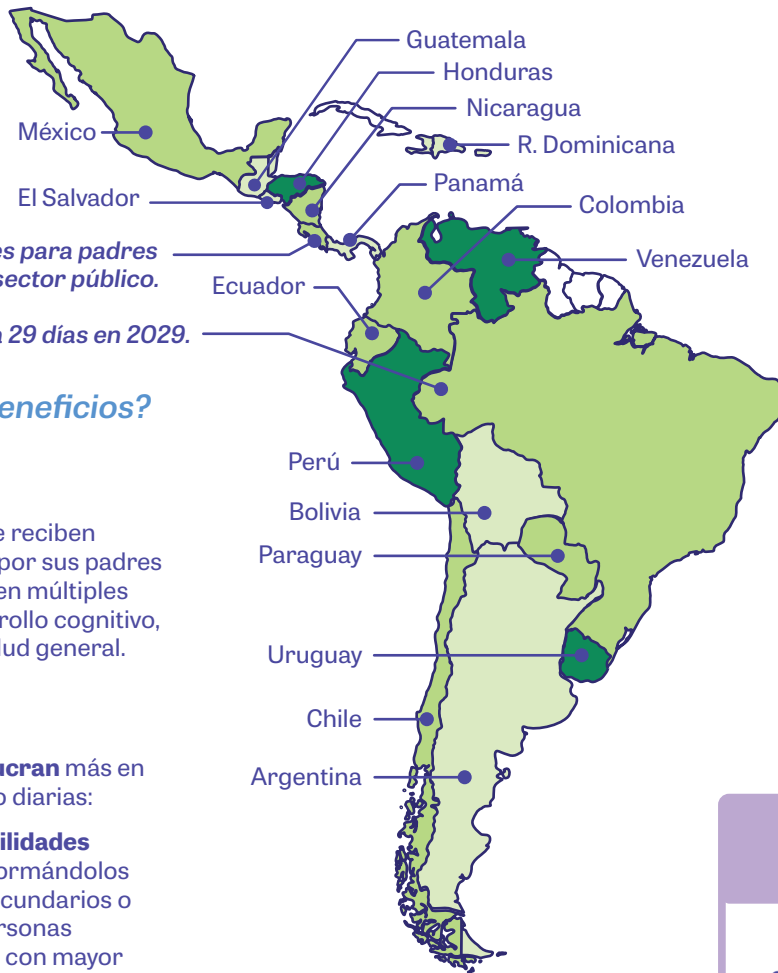 Guatemala
Honduras
Nicaragua
México
R. Dominicana
Panamá
El Salvador
Colombia
es para padres
sector público.
Venezuela
Ecuador
a 29 días en 2029.
eneficios?
Perú
Bolivia
e reciben
por sus padres
Paraguay
en múltiples
rollo cognitivo,
lud general.
Uruguay
Chile
ucran más en
o diarias:
Argentina
ilidades
ormándolos
cundarios o
ersonas
con mayor